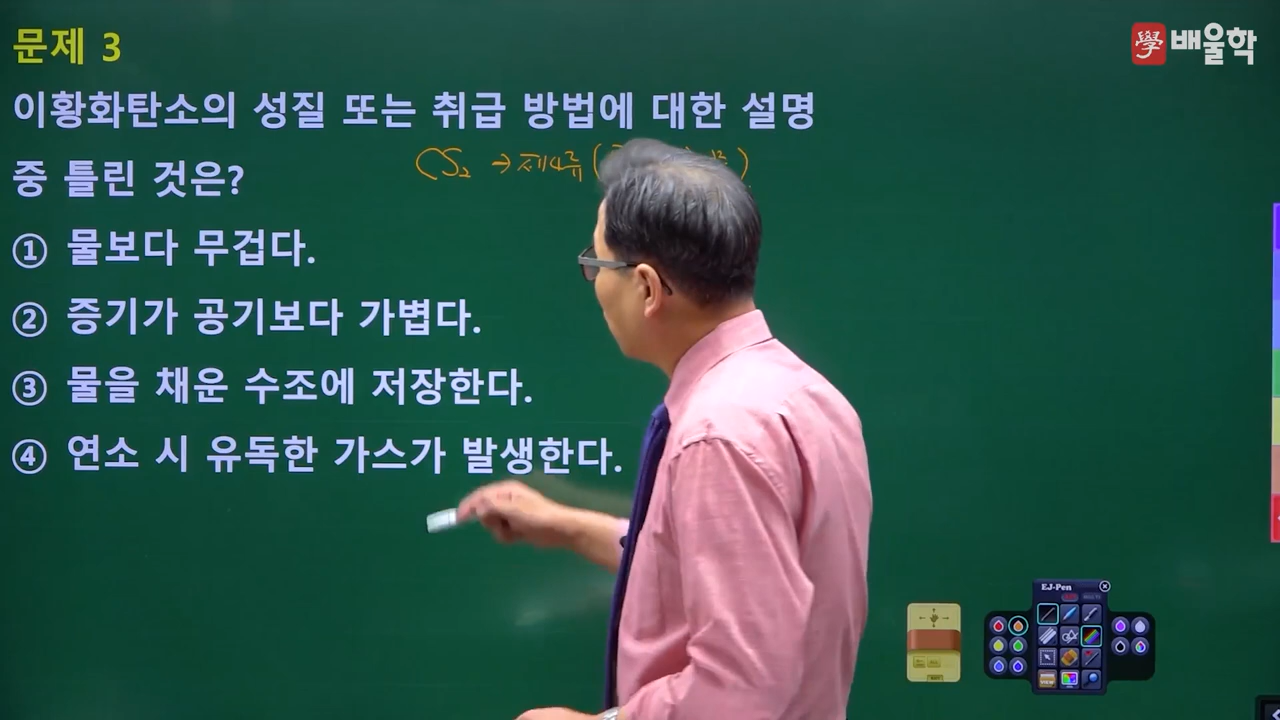 문제 3
學 배울학
이황화탄소의 성질 또는 취급 방법에 대한 설명
중 틀린 것은?
CS₂ → 제4류 (
① 물보다 무겁다.
② 증기가 공기보다 가볍다.
③ 물을 채운 수조에 저장한다.
④ 연소 시 유독한 가스가 발생한다.
EJ-Pen
VIEW